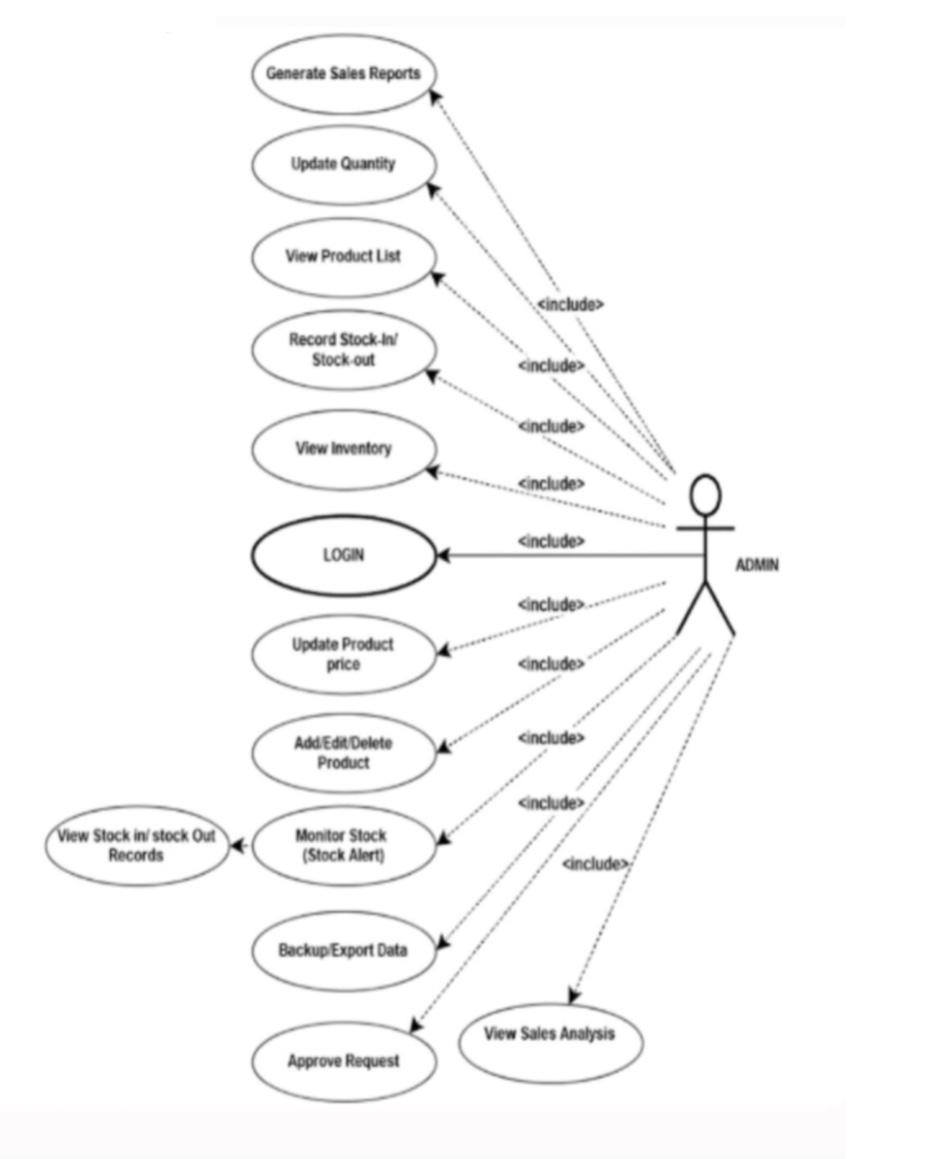 Generate Sales Reports
Update Quantity
View Product List
<include>
Record Stock-In/
Stock-out
<include>
<include>
View Inventory
<include>
<include>
LOGIN
ADMIN
<include>
Update Product
price
<include>
<include>
Add/Edit/Delete
Product
<include>
View Stock in/ stock Out
Records
Monitor Stock
(Stock Alert)
<include>
Backup/Export Data
View Sales Analysis
Approve Request